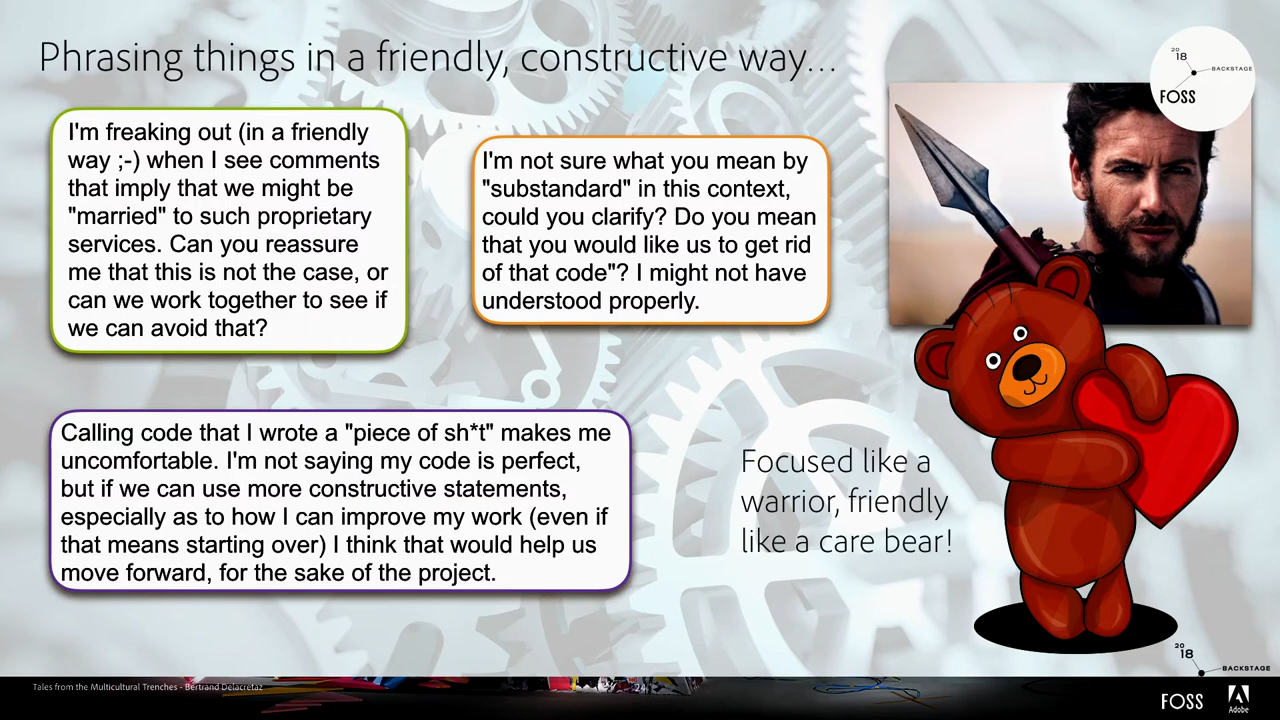 Phrasing things in a friendly, constructive way...
20
18
BACKSTAGE
FOSS
I'm freaking out (in a friendly
way ;-) when I see comments
that imply that we might be
"married" to such proprietary
services. Can you reassure
me that this is not the case, or
can we work together to see if
we can avoid that?
I'm not sure what you mean by
"substandard" in this context,
could you clarify? Do you mean
that you would like us to get rid
of that code"? I might not have
understood properly.
Calling code that I wrote a "piece of sh*t" makes me
uncomfortable. I'm not saying my code is perfect,
but if we can use more constructive statements,
especially as to how I can improve my work (even if
that means starting over) I think that would help us
move forward, for the sake of the project.
Focused like a
warrior, friendly
like a care bear!
20
18
BACKSTAGE
Tales from the Multicultural Trenches - Bertrand Delacretaz
FOSS
Adobe